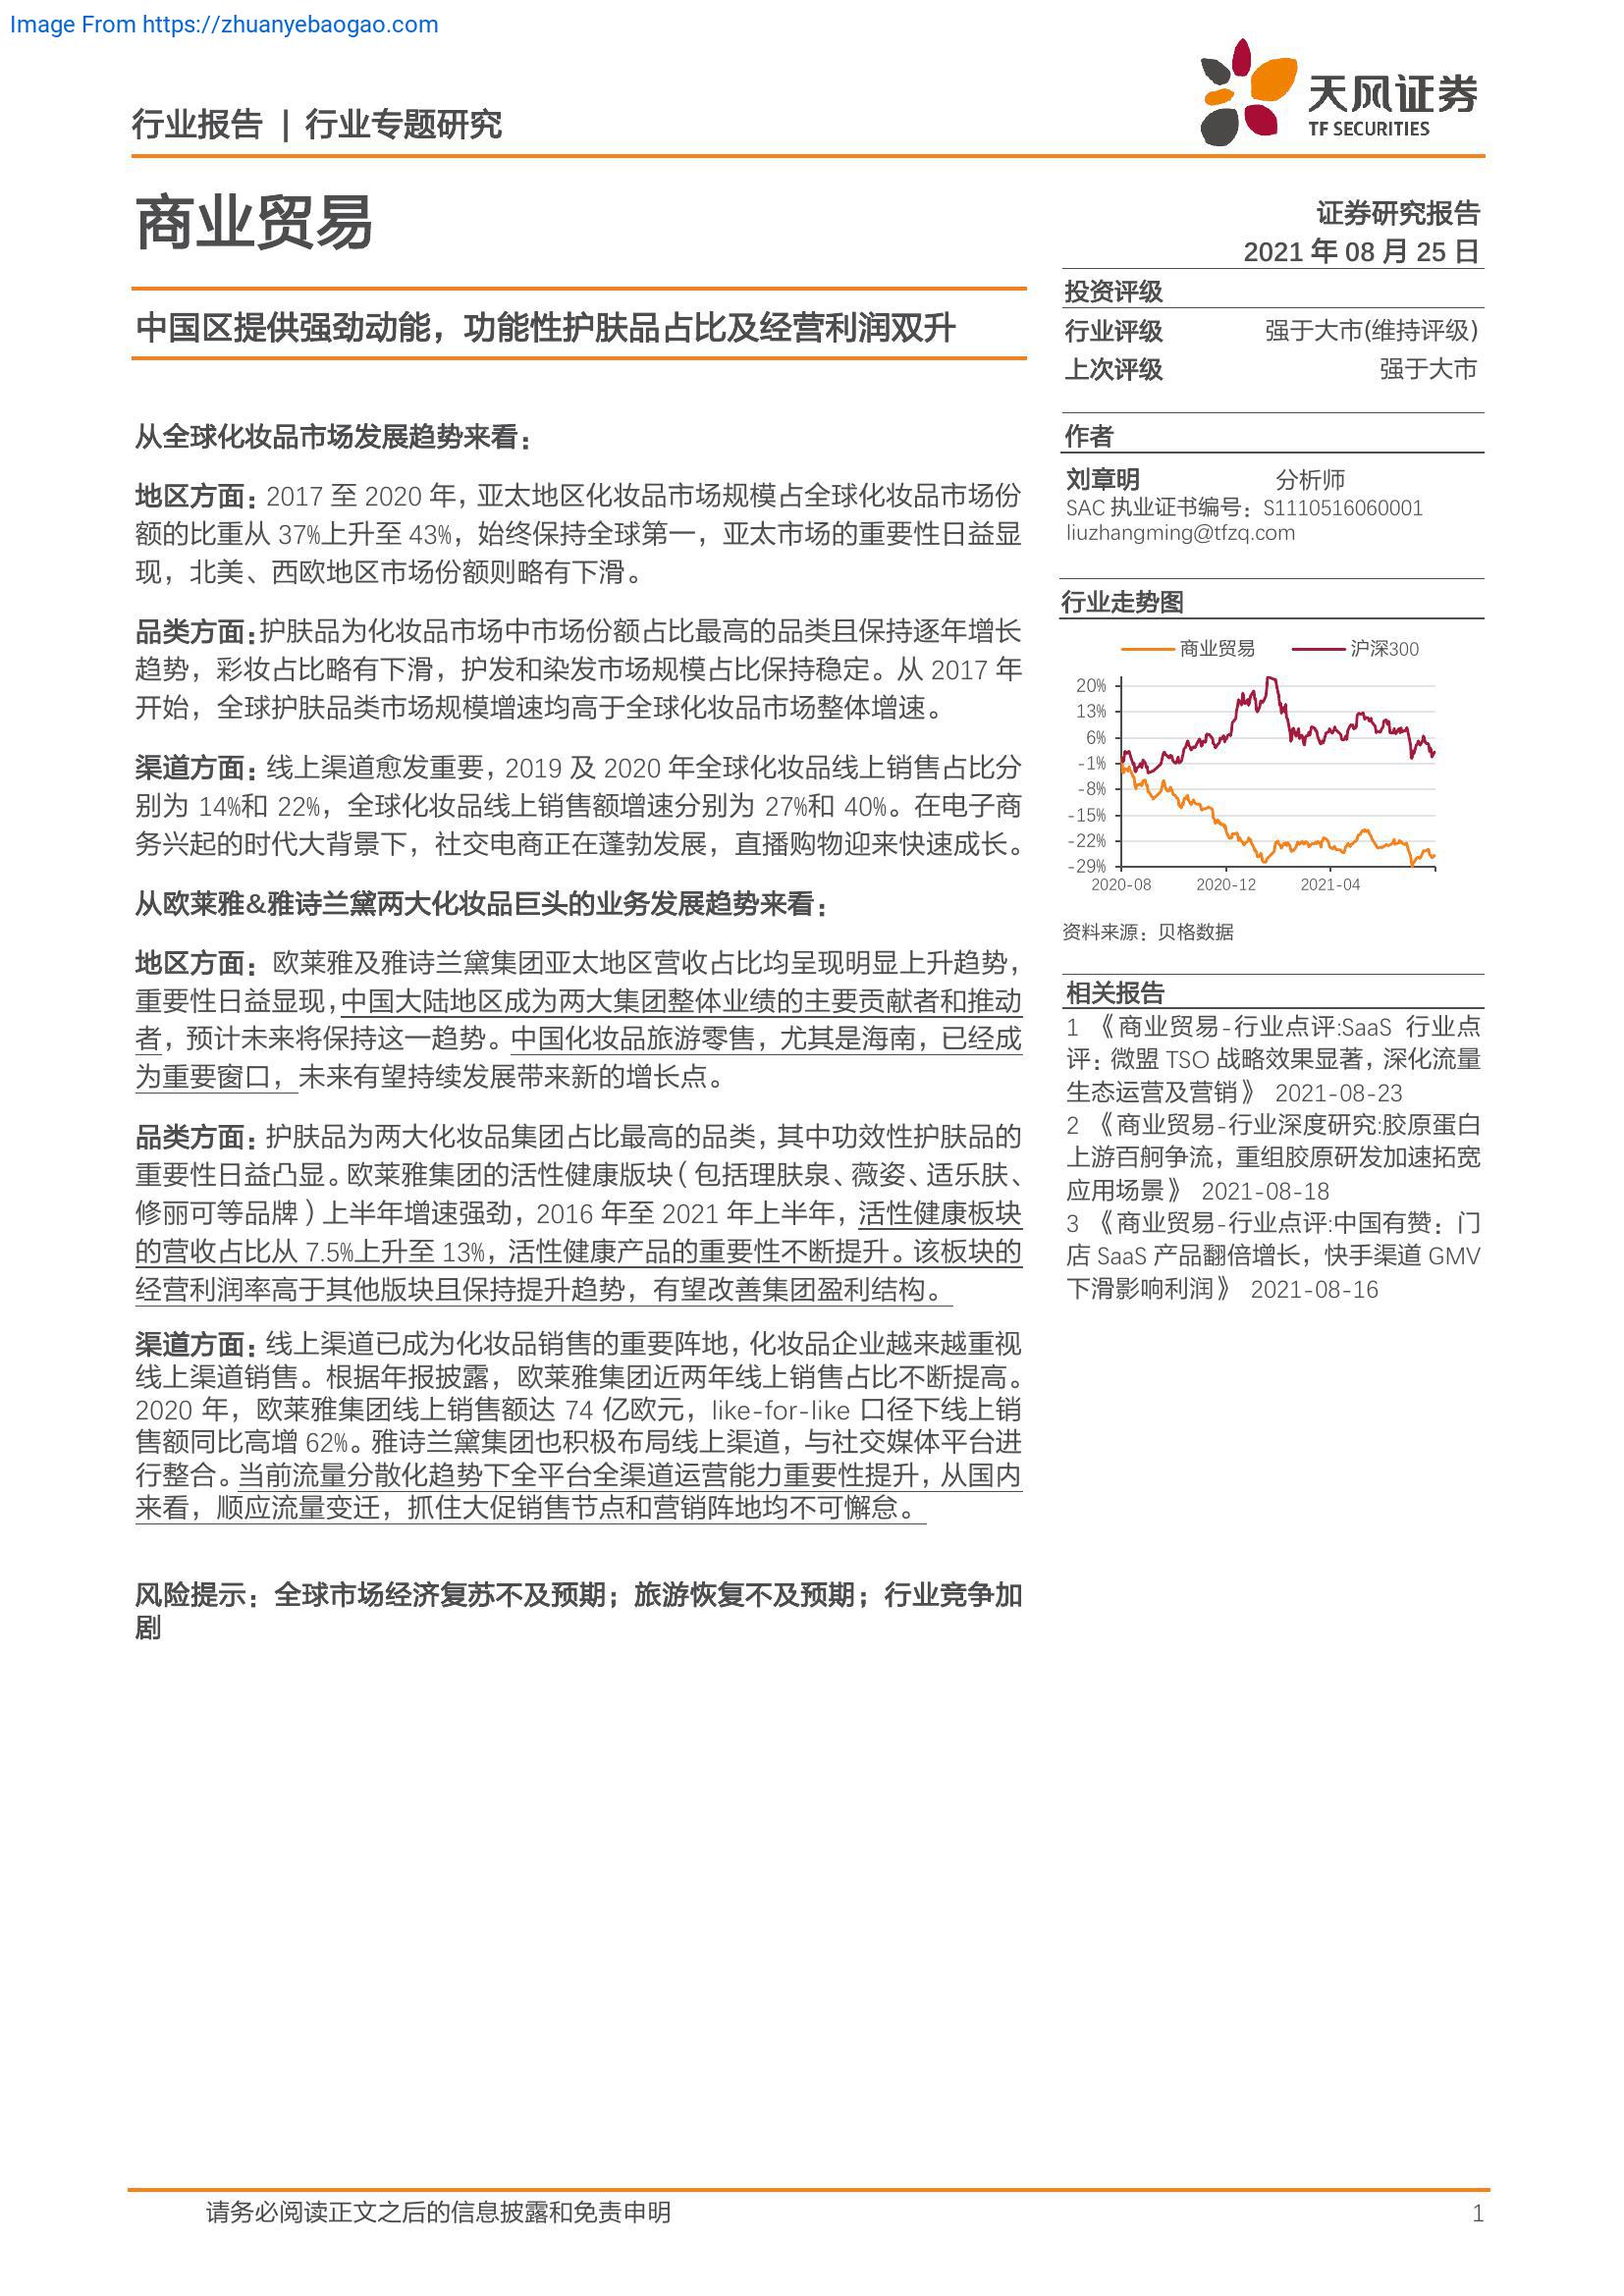 Image From https://zhuanyebaogao.com
行业报告 | 行业专题研究
天风证券
TF SECURITIES
商业贸易
证券研究报告
2021 年 08 月 25 日
中国区提供强劲动能，功能性护肤品占比及经营利润双升
从全球化妆品市场发展趋势来看：
地区方面：2017 至 2020 年，亚太地区化妆品市场规模占全球化妆品市场份
额的比重从 37%上升至 43%，始终保持全球第一，亚太市场的重要性日益显
现，北美、西欧地区市场份额则略有下滑。
品类方面：护肤品为化妆品市场中市场份额占比最高的品类且保持逐年增长
趋势，彩妆占比略有下滑，护发和染发市场规模占比保持稳定。从 2017 年
开始，全球护肤品类市场规模增速均高于全球化妆品市场整体增速。
渠道方面：线上渠道愈发重要，2019 及 2020 年全球化妆品线上销售占比分
别为 14%和 22%，全球化妆品线上销售额增速分别为 27%和 40%。在电子商
务兴起的时代大背景下，社交电商正在蓬勃发展，直播购物迎来快速成长。
从欧莱雅&雅诗兰黛两大化妆品巨头的业务发展趋势来看：
地区方面：欧莱雅及雅诗兰黛集团亚太地区营收占比均呈现明显上升趋势，
重要性日益显现，中国大陆地区成为两大集团整体业绩的主要贡献者和推动
者，预计未来将保持这一趋势。中国化妆品旅游零售，尤其是海南，已经成
为重要窗口，未来有望持续发展带来新的增长点。
品类方面：护肤品为两大化妆品集团占比最高的品类，其中功效性护肤品的
重要性日益凸显。欧莱雅集团的活性健康版块（包括理肤泉、薇姿、适乐肤、
修丽可等品牌）上半年增速强劲，2016 年至 2021 年上半年，活性健康板块
的营收占比从 7.5%上升至 13%，活性健康产品的重要性不断提升。该板块的
经营利润率高于其他版块且保持提升趋势，有望改善集团盈利结构。
渠道方面：线上渠道已成为化妆品销售的重要阵地，化妆品企业越来越重视
线上渠道销售。根据年报披露，欧莱雅集团近两年线上销售占比不断提高。
2020 年，欧莱雅集团线上销售额达 74 亿欧元，like-for-like 口径下线上销
售额同比高增 62%。雅诗兰黛集团也积极布局线上渠道，与社交媒体平台进
行整合。当前流量分散化趋势下全平台全渠道运营能力重要性提升，从国内
来看，顺应流量变迁，抓住大促销售节点和营销阵地均不可懈怠。
风险提示：全球市场经济复苏不及预期；旅游恢复不及预期；行业竞争加
剧
投资评级
行业评级 强于大市(维持评级)
上次评级 强于大市
作者
刘章明 分析师
SAC 执业证书编号：S1110516060001
liuzhangming@tfzq.com
行业走势图
商业贸易 沪深300
20%
13%
6%
-1%
-8%
-15%
-22%
-29%
2020-08 2020-12 2021-04
资料来源：贝格数据
相关报告
1 《商业贸易-行业点评:SaaS 行业点
评：微盟 TSO 战略效果显著，深化流量
生态运营及营销》 2021-08-23
2 《商业贸易-行业深度研究:胶原蛋白
上游百舸争流，重组胶原研发加速拓宽
应用场景》 2021-08-18
3 《商业贸易-行业点评:中国有赞：门
店 SaaS 产品翻倍增长，快手渠道 GMV
下滑影响利润》 2021-08-16
请务必阅读正文之后的信息披露和免责申明 1